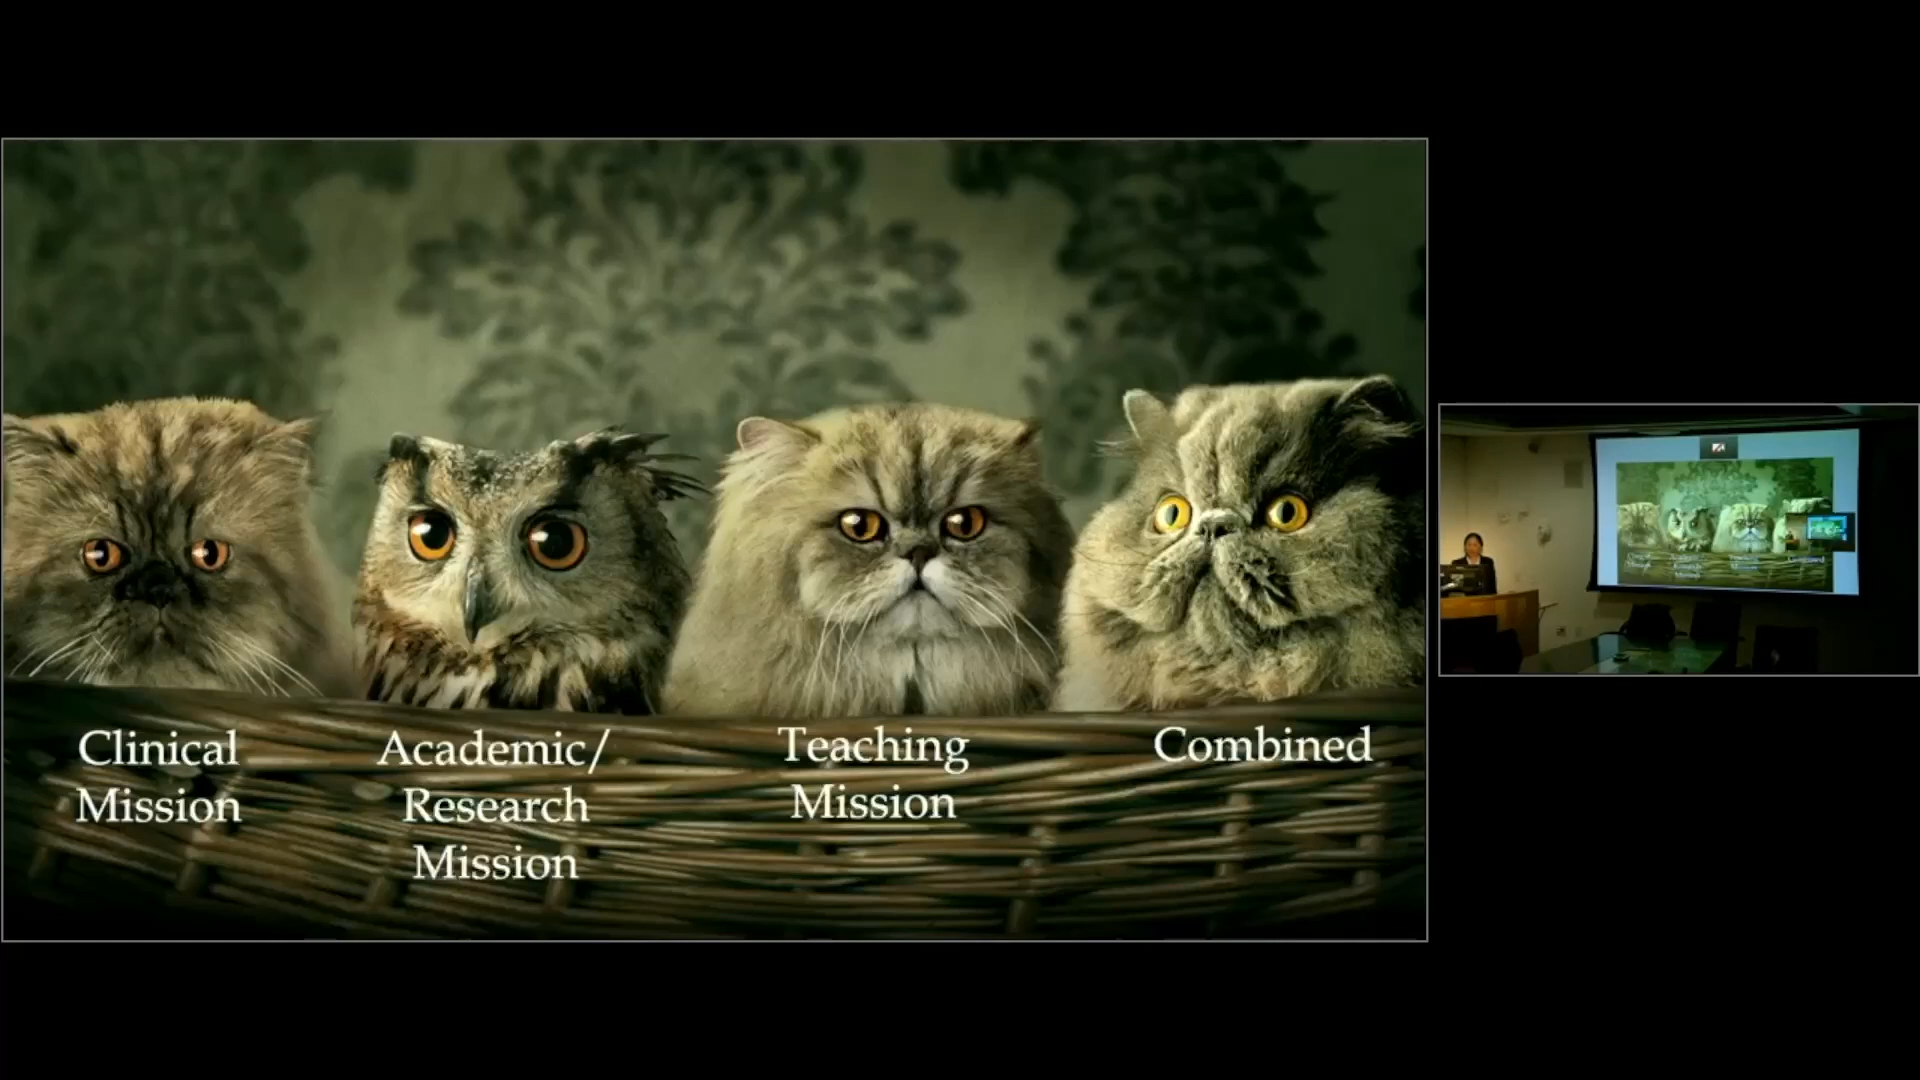 Clinical
Mission
Academic/
Research
Mission
Teaching
Mission
Combined